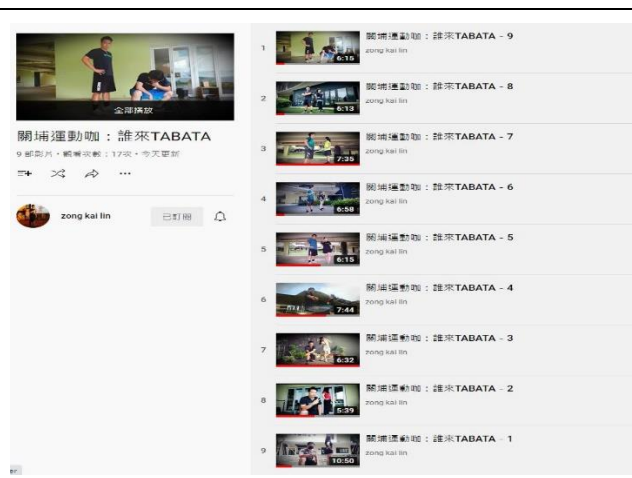 全部播放
關埔運動咖：誰來TABATA
9 部影片・觀看次數：17次・今天更新
zong kai lin
已訂閱
1
6:15
關埔運動咖：誰來TABATA - 9
zong kai lin
2
6:13
關埔運動咖：誰來TABATA - 8
zong kai lin
3
7:35
關埔運動咖：誰來TABATA - 7
zong kai lin
4
6:58
關埔運動咖：誰來TABATA - 6
zong kai lin
5
6:15
關埔運動咖：誰來TABATA - 5
zong kai lin
6
7:44
關埔運動咖：誰來TABATA - 4
zong kai lin
7
6:32
關埔運動咖：誰來TABATA - 3
zong kai lin
8
5:39
關埔運動咖：誰來TABATA - 2
zong kai lin
9
10:50
關埔運動咖：誰來TABATA - 1
zong kai lin